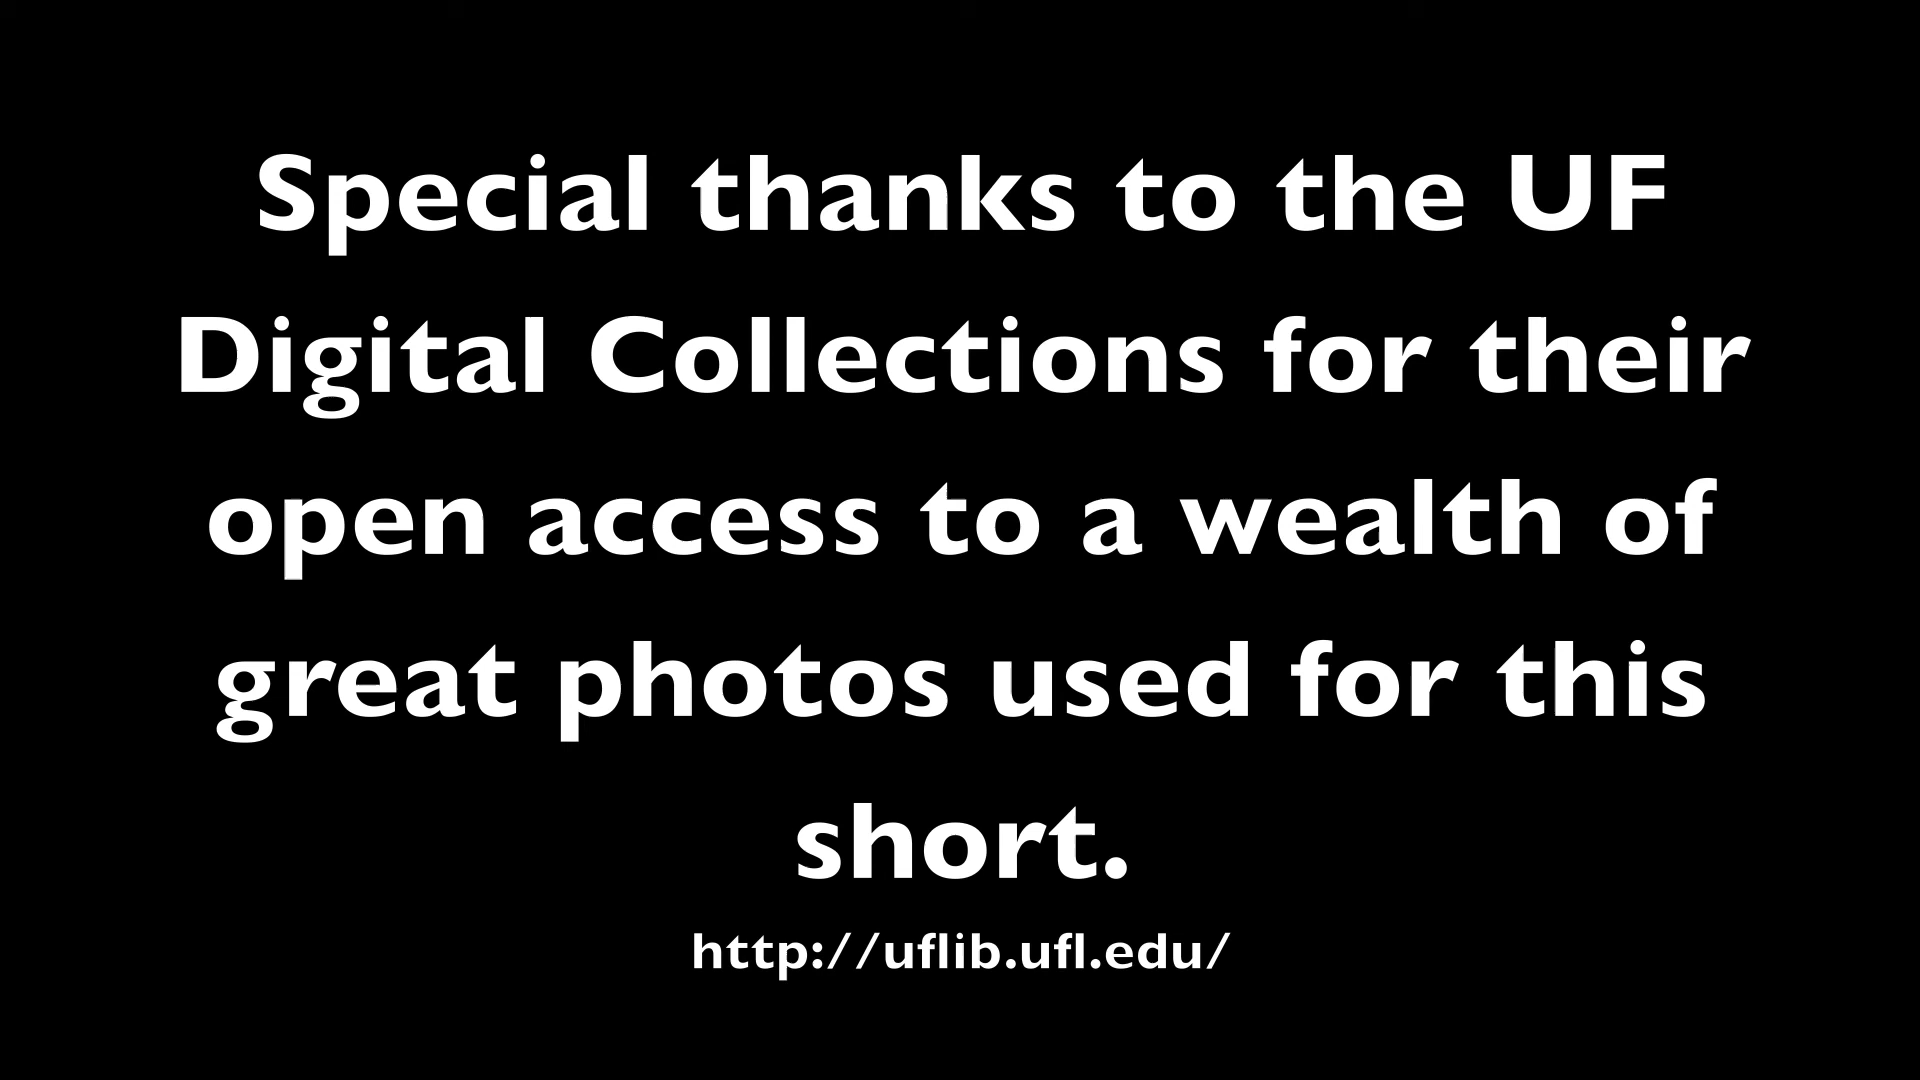 Special thanks to the UF
Digital Collections for their
open access to a wealth of
great photos used for this
short.
http://uflib.ufl.edu/